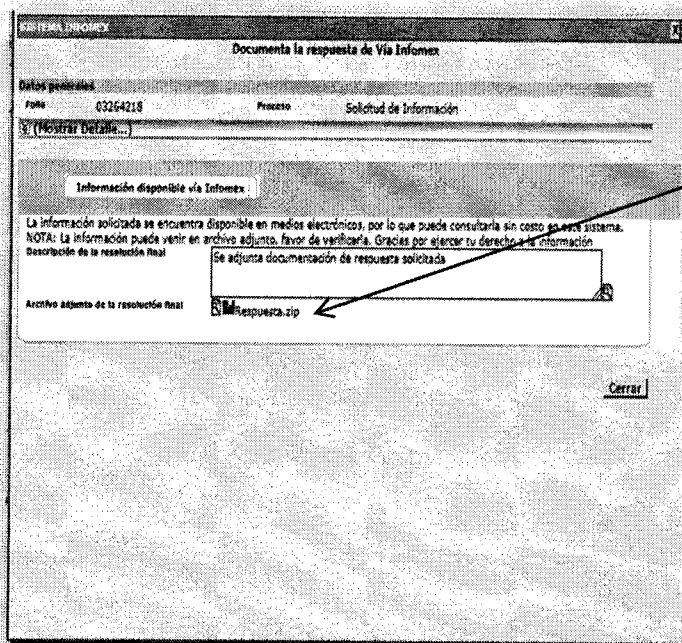 SISTEMA INFOMEX X
Documenta la respuesta de Vía Infomex
Datos generales
Folio 03264218 Proceso Solicitud de Información
(Mostrar Detalle...)
Información disponible vía Infomex
La información solicitada se encuentra disponible en medios electrónicos, por lo que puede consultarla sin costo en este sistema.
NOTA: La información puede venir en archivo adjunto, favor de verificarla. Gracias por ejercer tu derecho a la información
Descripción de la resolución final
Se adjunta documentación de respuesta solicitada
Archivo adjunto de la resolución final
Respuesta.zip
Cerrar